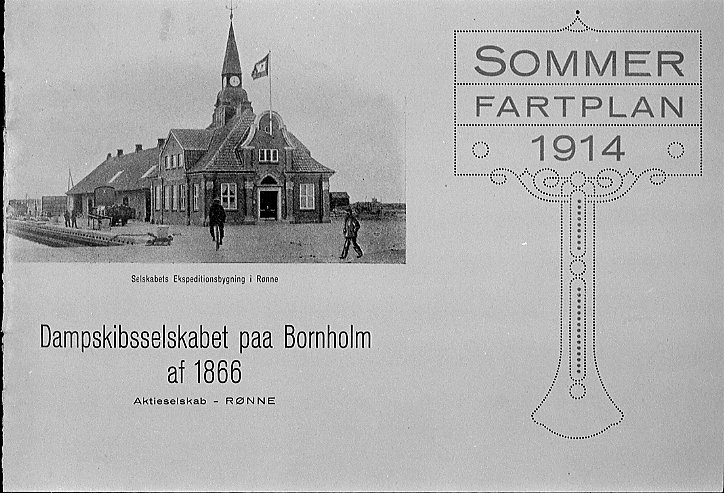 Selskabets Ekspeditionsbygning i Rønne
Dampskibsselskabet paa Bornholm
af 1866
Aktieselskab - RØNNE
SOMMER
FARTPLAN
1914